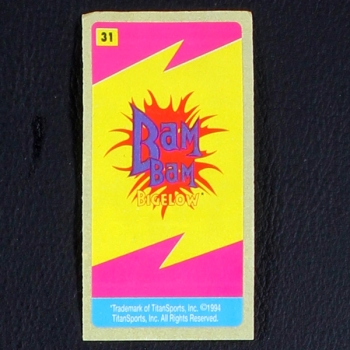 31
BAM
BAM
BIGELOW
*Trademark of TitanSports, Inc. ©1994
TitanSports, Inc. All Rights Reserved.